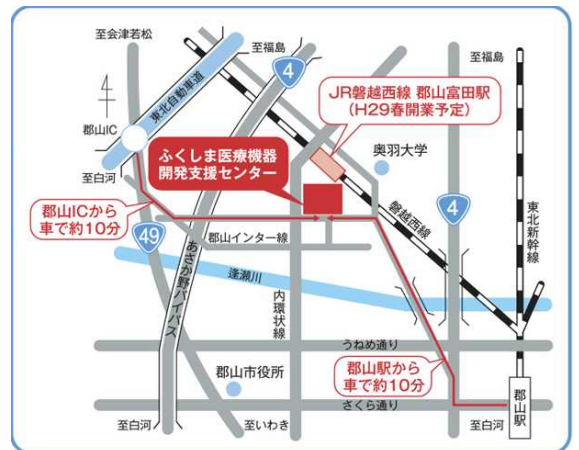 至会津若松
至福島
4
至福島
東北自動車道
JR磐越西線 郡山富田駅
(H29春開業予定)
郡山IC
ふくしま医療機器
開発支援センター
奥羽大学
至白河
郡山ICから
車で約10分
49
郡山インター線
磐越西線
4
東北新幹線
あさか野バイパス
逢瀬川
内環状線
うねめ通り
郡山市役所
郡山駅から
車で約10分
さくら通り
郡山駅
至白河
至いわき
至白河